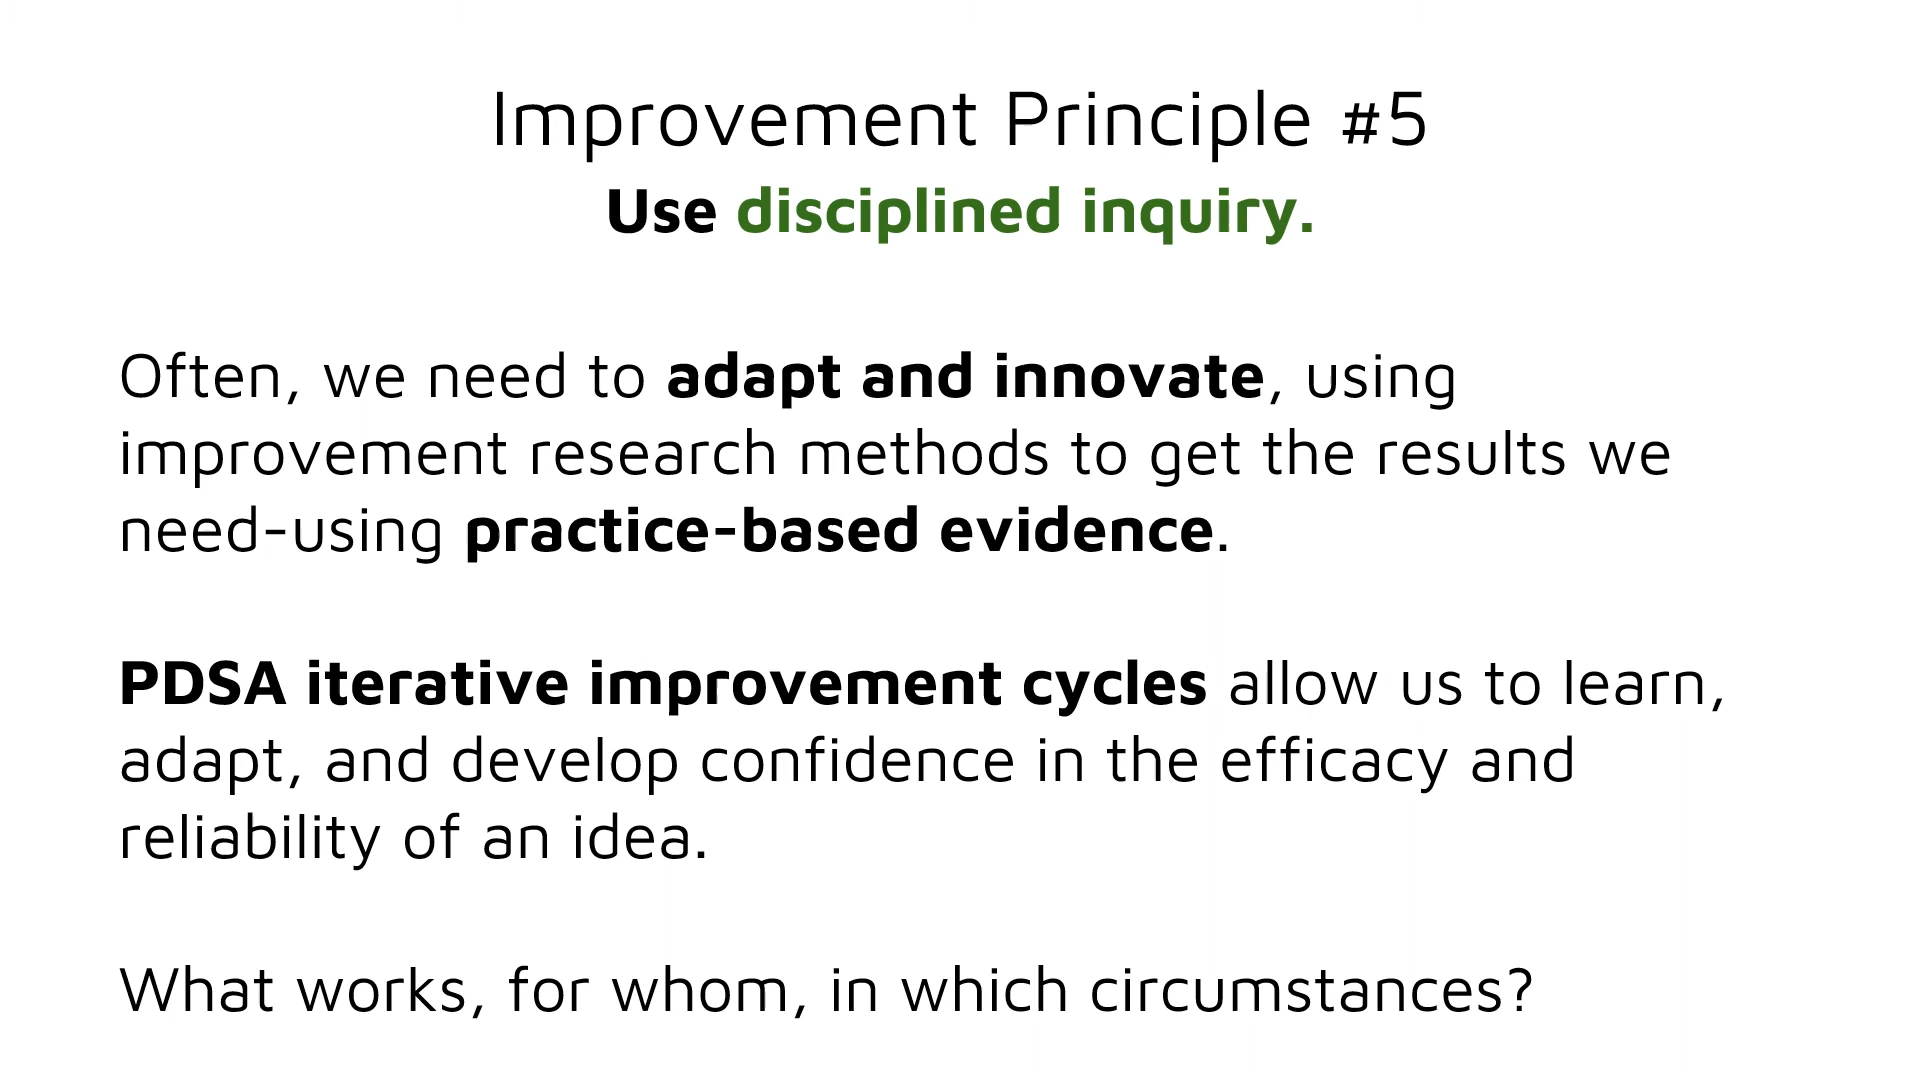 Improvement Principle #5
Use disciplined inquiry.
Often, we need to adapt and innovate, using
improvement research methods to get the results we
need-using practice-based evidence.
PDSA iterative improvement cycles allow us to learn,
adapt, and develop confidence in the efficacy and
reliability of an idea.
What works, for whom, in which circumstances?